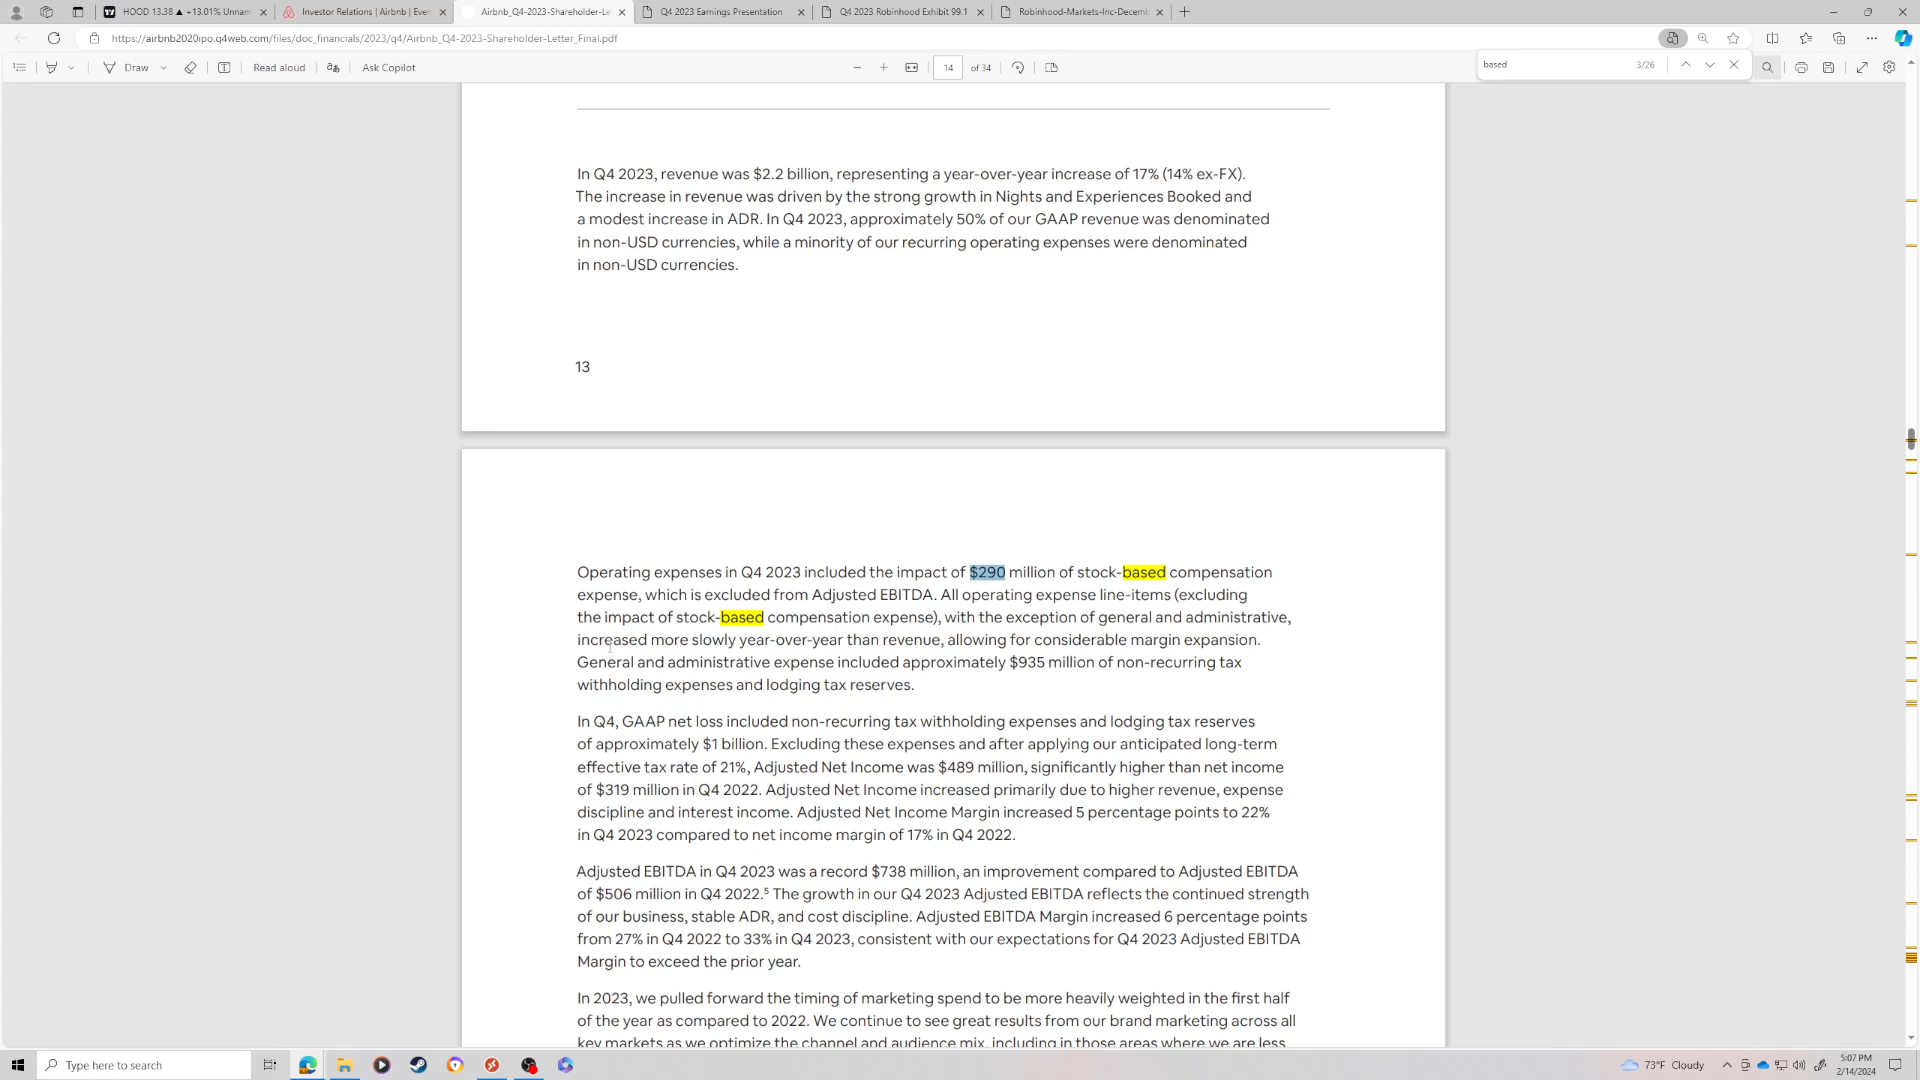 HOOD 13.38 ▲ +13.01% Unnam
Investor Relations | Airbnb | Even
Airbnb_Q4-2023-Shareholder-Le
Q4 2023 Earnings Presentation
Q4 2023 Robinhood Exhibit 99.1
Robinhood-Markets-Inc-Decemb
https://airbnb2020ipo.q4web.com/files/doc_financials/2023/q4/Airbnb_Q4-2023-Shareholder-Letter_Final.pdf
Draw
Read aloud
Ask Copilot
14 of 34
based 3/26
In Q4 2023, revenue was $2.2 billion, representing a year-over-year increase of 17% (14% ex-FX).
The increase in revenue was driven by the strong growth in Nights and Experiences Booked and
a modest increase in ADR. In Q4 2023, approximately 50% of our GAAP revenue was denominated
in non-USD currencies, while a minority of our recurring operating expenses were denominated
in non-USD currencies.
13
Operating expenses in Q4 2023 included the impact of $290 million of stock-based compensation
expense, which is excluded from Adjusted EBITDA. All operating expense line-items (excluding
the impact of stock-based compensation expense), with the exception of general and administrative,
increased more slowly year-over-year than revenue, allowing for considerable margin expansion.
General and administrative expense included approximately $935 million of non-recurring tax
withholding expenses and lodging tax reserves.
In Q4, GAAP net loss included non-recurring tax withholding expenses and lodging tax reserves
of approximately $1 billion. Excluding these expenses and after applying our anticipated long-term
effective tax rate of 21%, Adjusted Net Income was $489 million, significantly higher than net income
of $319 million in Q4 2022. Adjusted Net Income increased primarily due to higher revenue, expense
discipline and interest income. Adjusted Net Income Margin increased 5 percentage points to 22%
in Q4 2023 compared to net income margin of 17% in Q4 2022.
Adjusted EBITDA in Q4 2023 was a record $738 million, an improvement compared to Adjusted EBITDA
of $506 million in Q4 2022.⁵ The growth in our Q4 2023 Adjusted EBITDA reflects the continued strength
of our business, stable ADR, and cost discipline. Adjusted EBITDA Margin increased 6 percentage points
from 27% in Q4 2022 to 33% in Q4 2023, consistent with our expectations for Q4 2023 Adjusted EBITDA
Margin to exceed the prior year.
In 2023, we pulled forward the timing of marketing spend to be more heavily weighted in the first half
of the year as compared to 2022. We continue to see great results from our brand marketing across all
key markets as we optimize the channel and audience mix, including in those areas where we are less
Type here to search
73°F Cloudy
5:07 PM
2/14/2024